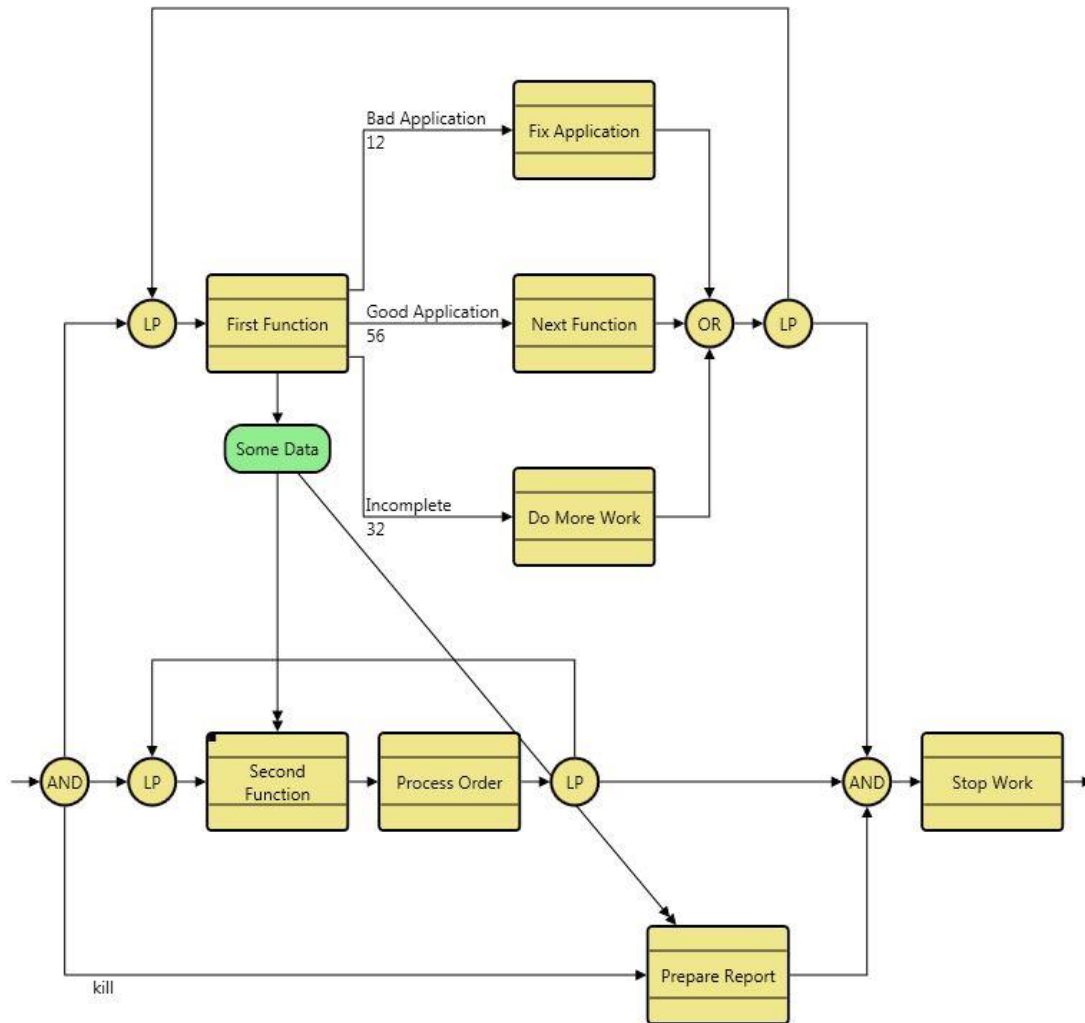 Bad Application
12
Fix Application
LP
First Function
Good Application
56
Next Function
OR
LP
Some Data
Incomplete
32
Do More Work
AND
LP
Second
Function
Process Order
LP
AND
Stop Work
kill
Prepare Report